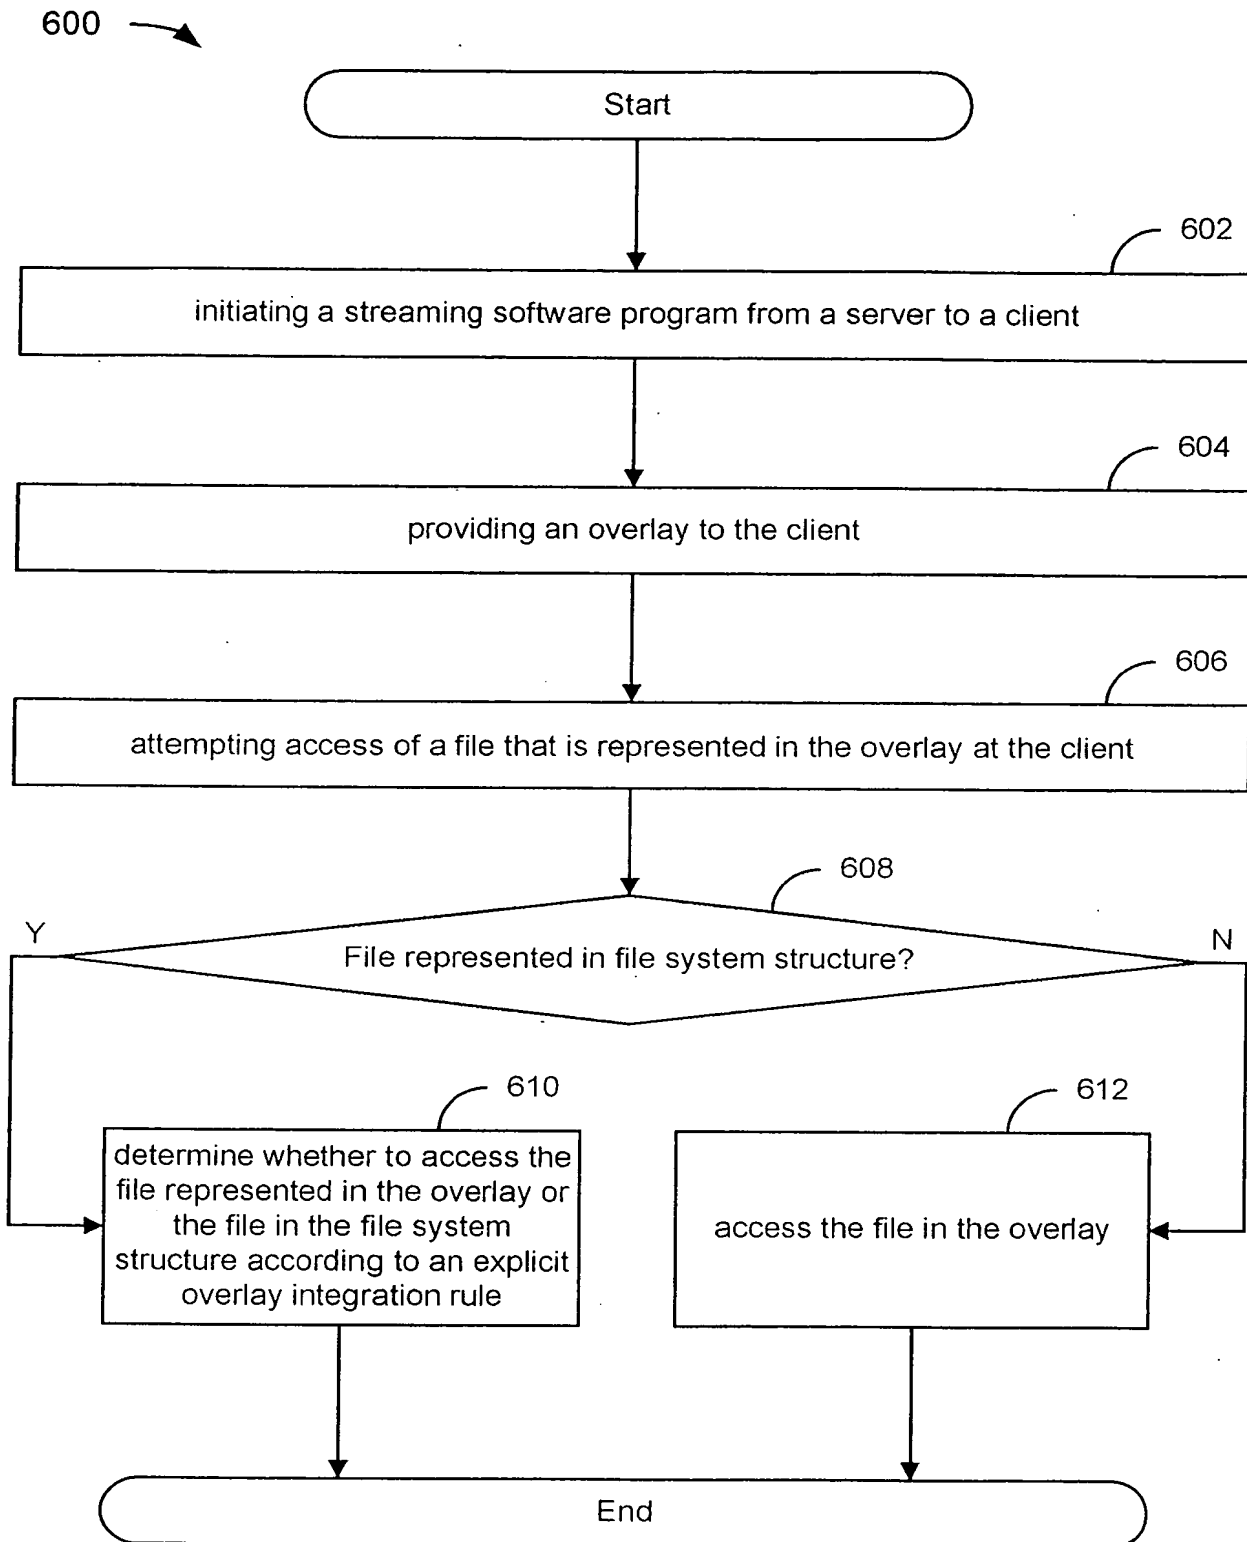 600
Start
602
initiating a streaming software program from a server to a client
604
providing an overlay to the client
606
attempting access of a file that is represented in the overlay at the client
608
Y
File represented in file system structure?
N
610
determine whether to access the
file represented in the overlay or
the file in the file system
structure according to an explicit
overlay integration rule
612
access the file in the overlay
End